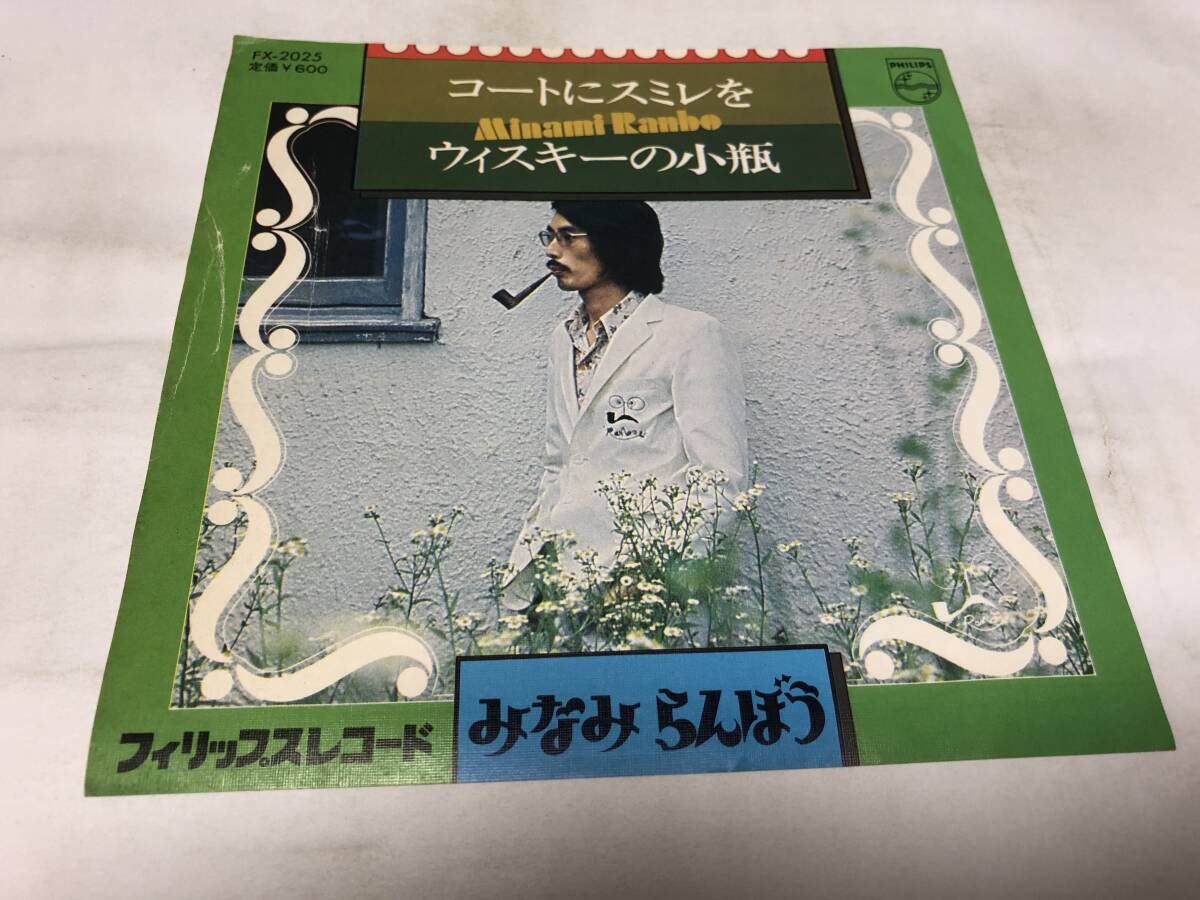 FX-2025
定価¥600
PHILIPS
コートにスミレを
Minami Ranbo
ウィスキーの小瓶
フィリップスレコード
みなみらんぼう